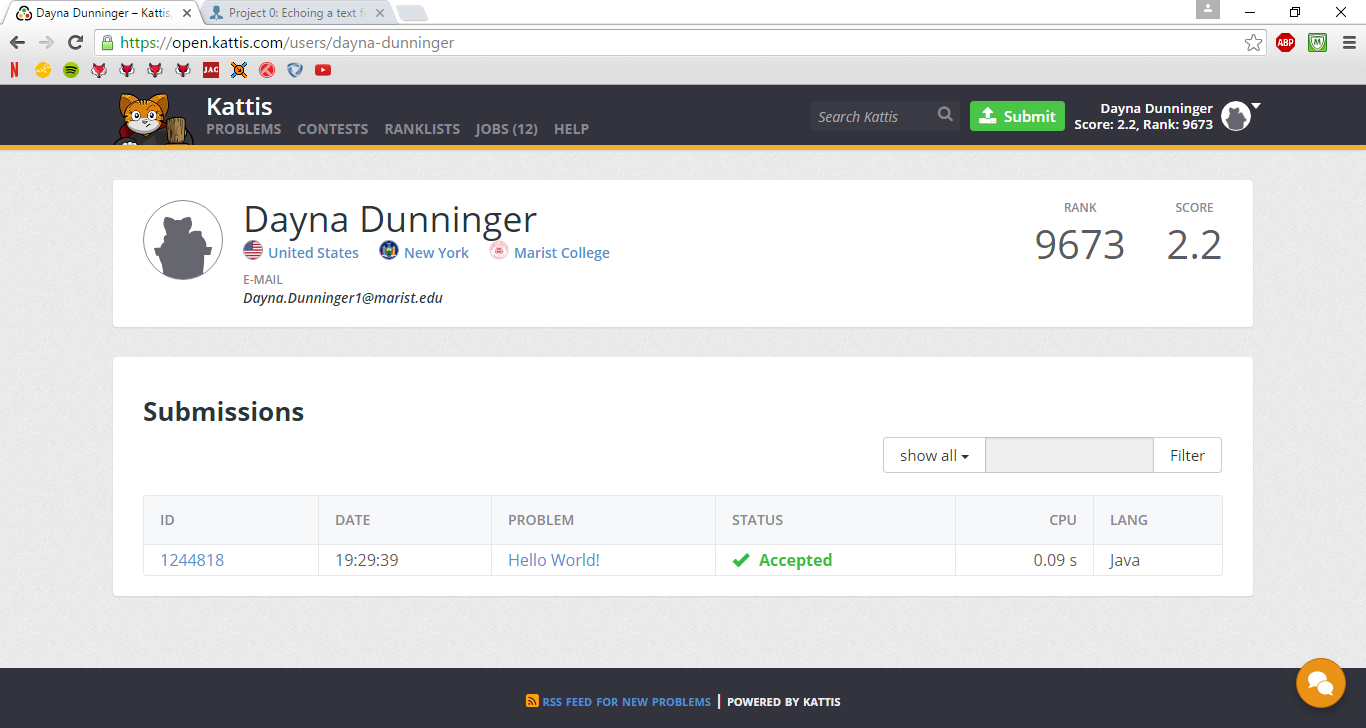 Dayna Dunninger – Kattis,
Project 0: Echoing a text fi
https://open.kattis.com/users/dayna-dunninger
ABP
JAC
Kattis
PROBLEMS CONTESTS RANKLISTS JOBS (12) HELP
Search Kattis
Submit
Dayna Dunninger
Score: 2.2, Rank: 9673
Dayna Dunninger
United States New York Marist College
E-MAIL
Dayna.Dunninger1@marist.edu
RANK
9673
SCORE
2.2
Submissions
show all
Filter
ID DATE PROBLEM STATUS CPU LANG
1244818 19:29:39 Hello World! Accepted 0.09 s Java
RSS FEED FOR NEW PROBLEMS | POWERED BY KATTIS